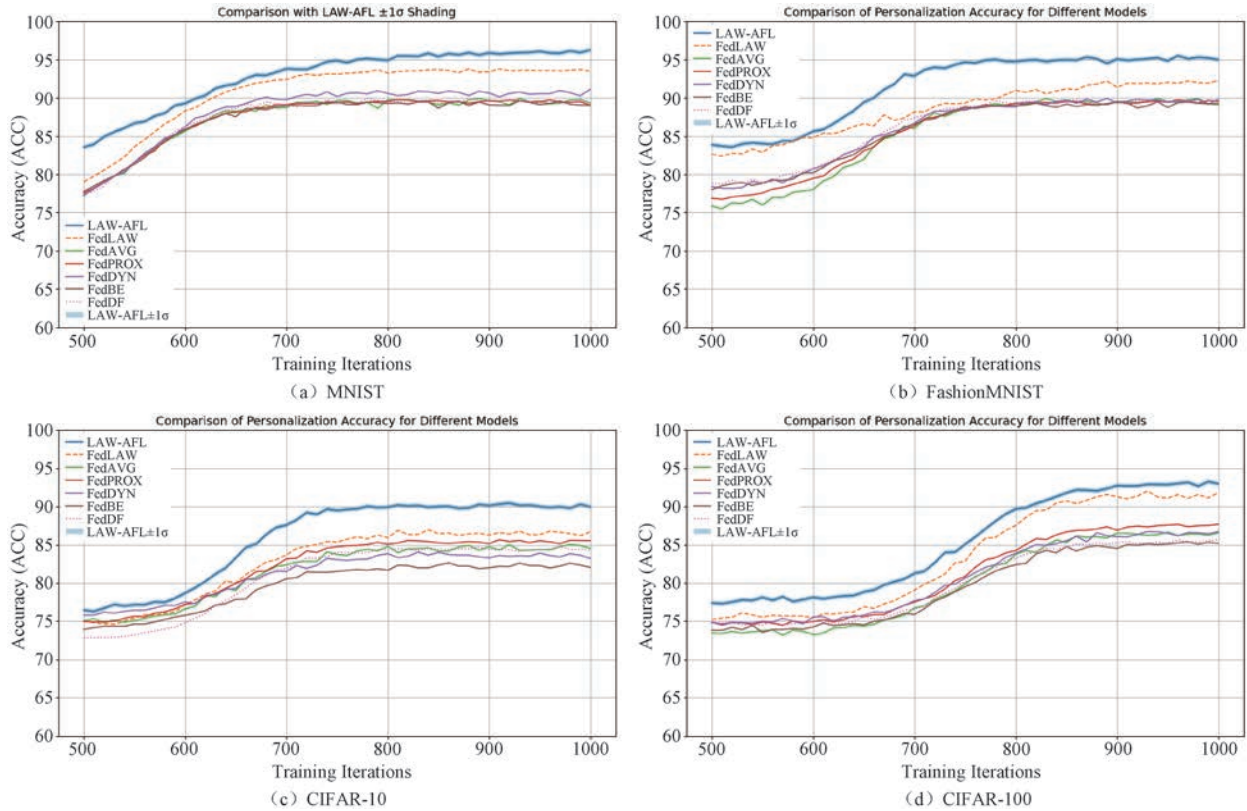 Comparison with LAW-AFL ±1σ Shading
100
95
90
85
80
75
70
65
60
Accuracy (ACC)
LAW-AFL
FedLAW
FedAVG
FedPROX
FedDYN
FedBE
FedDF
LAW-AFL±1σ
500
600
700
800
900
1000
Training Iterations
（a）MNIST
Comparison of Personalization Accuracy for Different Models
100
95
90
85
80
75
70
65
60
Accuracy (ACC)
LAW-AFL
FedLAW
FedAVG
FedPROX
FedDYN
FedBE
FedDF
LAW-AFL±1σ
500
600
700
800
900
1000
Training Iterations
（b）FashionMNIST
Comparison of Personalization Accuracy for Different Models
100
95
90
85
80
75
70
65
60
Accuracy (ACC)
LAW-AFL
FedLAW
FedAVG
FedPROX
FedDYN
FedBE
FedDF
LAW-AFL±1σ
500
600
700
800
900
1000
Training Iterations
（c）CIFAR-10
Comparison of Personalization Accuracy for Different Models
100
95
90
85
80
75
70
65
60
Accuracy (ACC)
LAW-AFL
FedLAW
FedAVG
FedPROX
FedDYN
FedBE
FedDF
LAW-AFL±1σ
500
600
700
800
900
1000
Training Iterations
（d）CIFAR-100